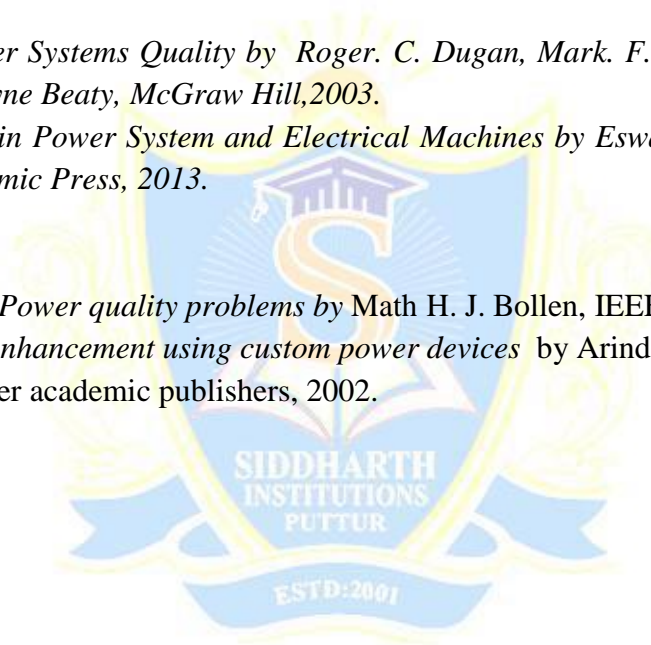 er Systems Quality by Roger. C. Dugan, Mark. F.
yne Beaty, McGraw Hill,2003.
in Power System and Electrical Machines by Eswa
mic Press, 2013.
Power quality problems by Math H. J. Bollen, IEEE
nhancement using custom power devices by Arind
er academic publishers, 2002.
SIDDHARTH
INSTITUTIONS
PUTTUR
ESTD:2001